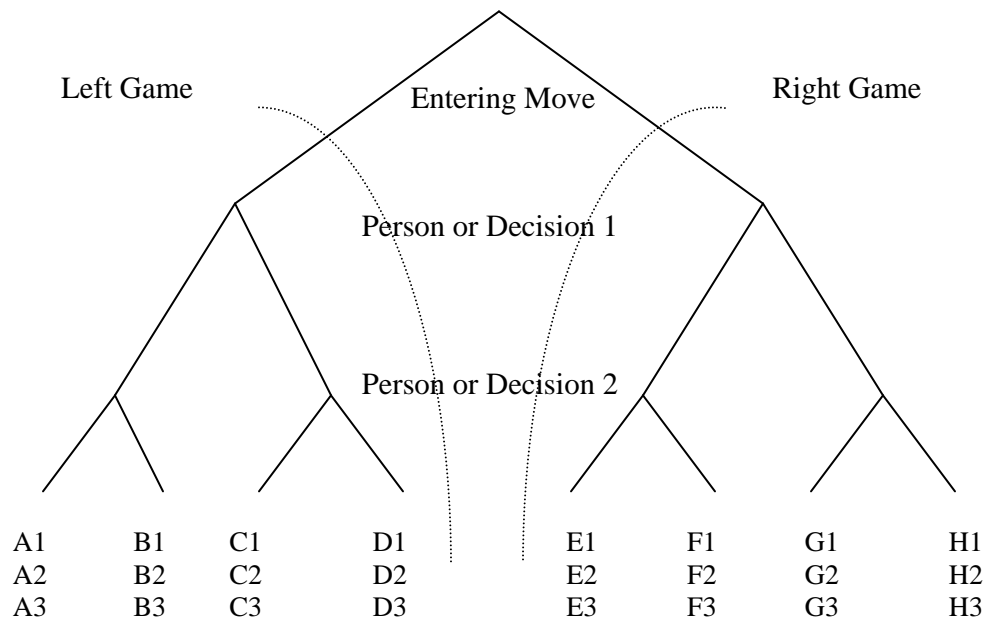 Left Game
Entering Move
Right Game
Person or Decision 1
Person or Decision 2
A1 B1 C1 D1 E1 F1 G1 H1
A2 B2 C2 D2 E2 F2 G2 H2
A3 B3 C3 D3 E3 F3 G3 H3